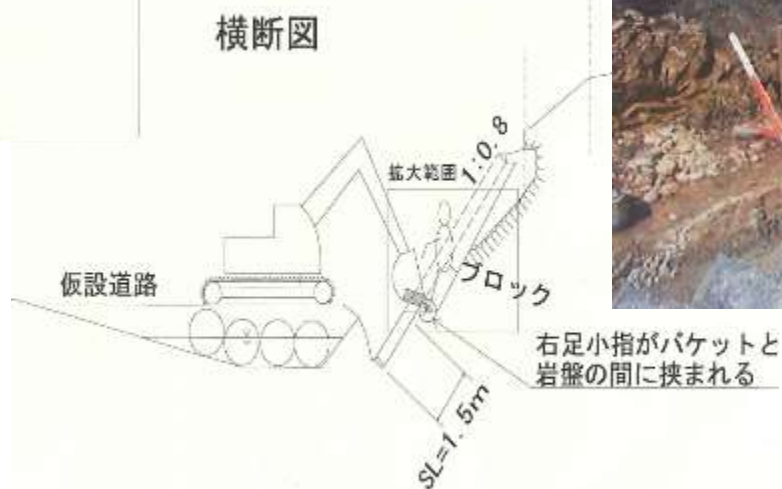 横断図
1:0.8
拡大範囲
仮設道路
ブロック
右足小指がバケットと
岩盤の間に挟まれる
SL=1.5m